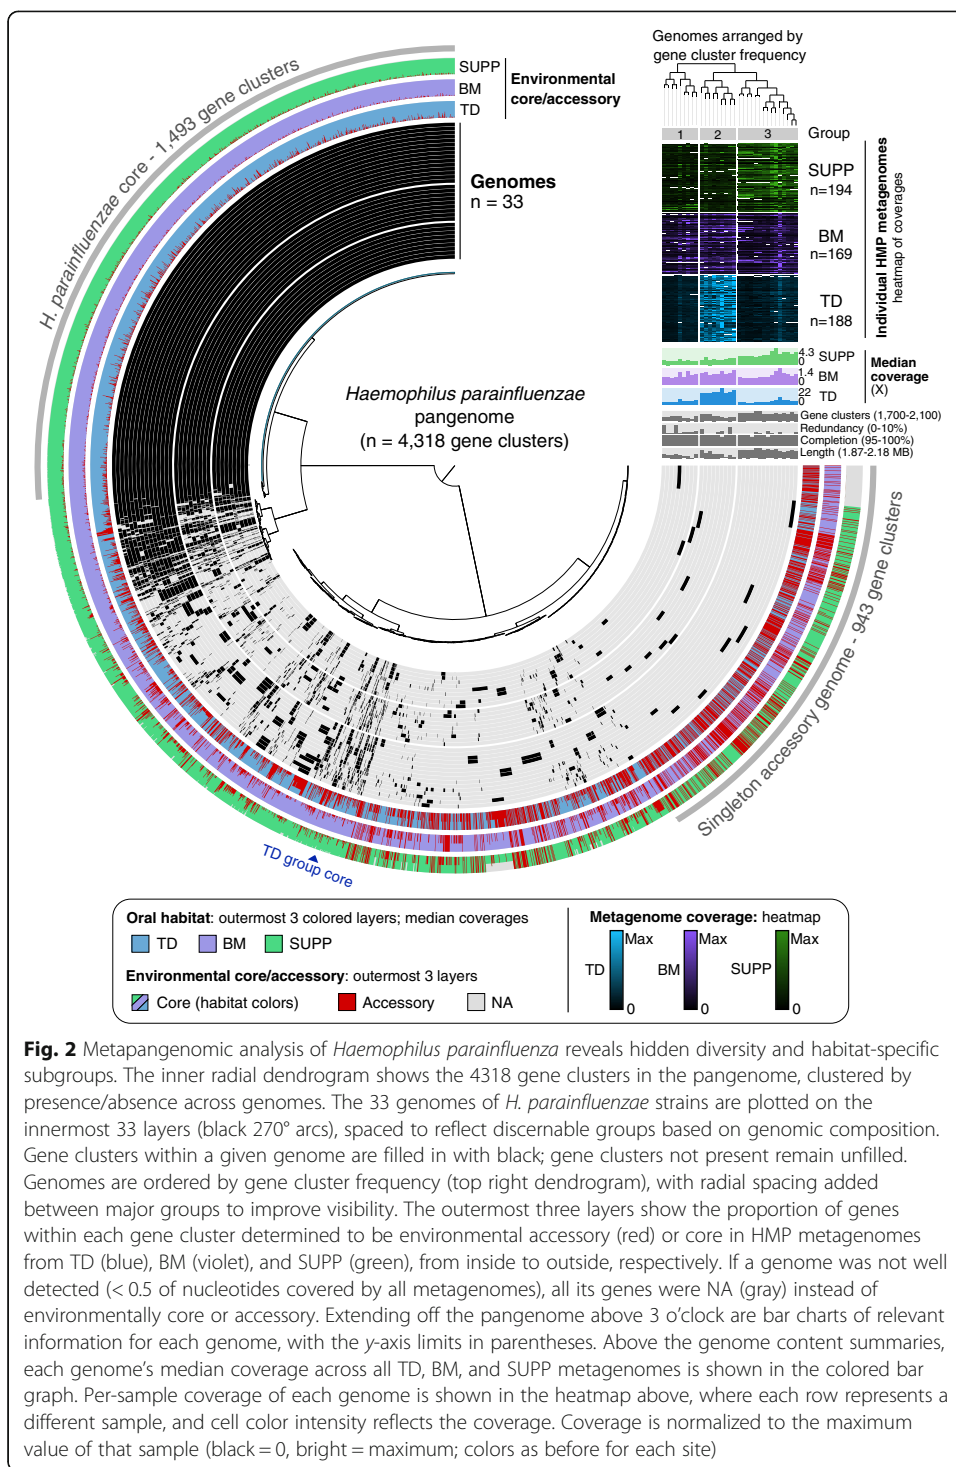 Genomes arranged by
gene cluster frequency
SUPP
BM
TD
Environmental
core/accessory
Genomes
n = 33
H. parainfluenzae core - 1,493 gene clusters
1 2 3 Group
SUPP
n=194
BM
n=169
TD
n=188
Individual HMP metagenomes
heatmap of coverages
4.3
0 SUPP
1.4
0 BM
22
0 TD
Median
coverage
(X)
Gene clusters (1,700-2,100)
Redundancy (0-10%)
Completion (95-100%)
Length (1.87-2.18 MB)
Haemophilus parainfluenzae
pangenome
(n = 4,318 gene clusters)
Singleton accessory genome - 943 gene clusters
TD group core
Oral habitat: outermost 3 colored layers; median coverages
TD BM SUPP
Environmental core/accessory: outermost 3 layers
Core (habitat colors) Accessory NA
Metagenome coverage: heatmap
TD Max 0
BM Max 0
SUPP Max 0
Fig. 2 Metapangenomic analysis of Haemophilus parainfluenza reveals hidden diversity and habitat-specific
subgroups. The inner radial dendrogram shows the 4318 gene clusters in the pangenome, clustered by
presence/absence across genomes. The 33 genomes of H. parainfluenzae strains are plotted on the
innermost 33 layers (black 270° arcs), spaced to reflect discernable groups based on genomic composition.
Gene clusters within a given genome are filled in with black; gene clusters not present remain unfilled.
Genomes are ordered by gene cluster frequency (top right dendrogram), with radial spacing added
between major groups to improve visibility. The outermost three layers show the proportion of genes
within each gene cluster determined to be environmental accessory (red) or core in HMP metagenomes
from TD (blue), BM (violet), and SUPP (green), from inside to outside, respectively. If a genome was not well
detected (< 0.5 of nucleotides covered by all metagenomes), all its genes were NA (gray) instead of
environmentally core or accessory. Extending off the pangenome above 3 o’clock are bar charts of relevant
information for each genome, with the y-axis limits in parentheses. Above the genome content summaries,
each genome’s median coverage across all TD, BM, and SUPP metagenomes is shown in the colored bar
graph. Per-sample coverage of each genome is shown in the heatmap above, where each row represents a
different sample, and cell color intensity reflects the coverage. Coverage is normalized to the maximum
value of that sample (black = 0, bright = maximum; colors as before for each site)